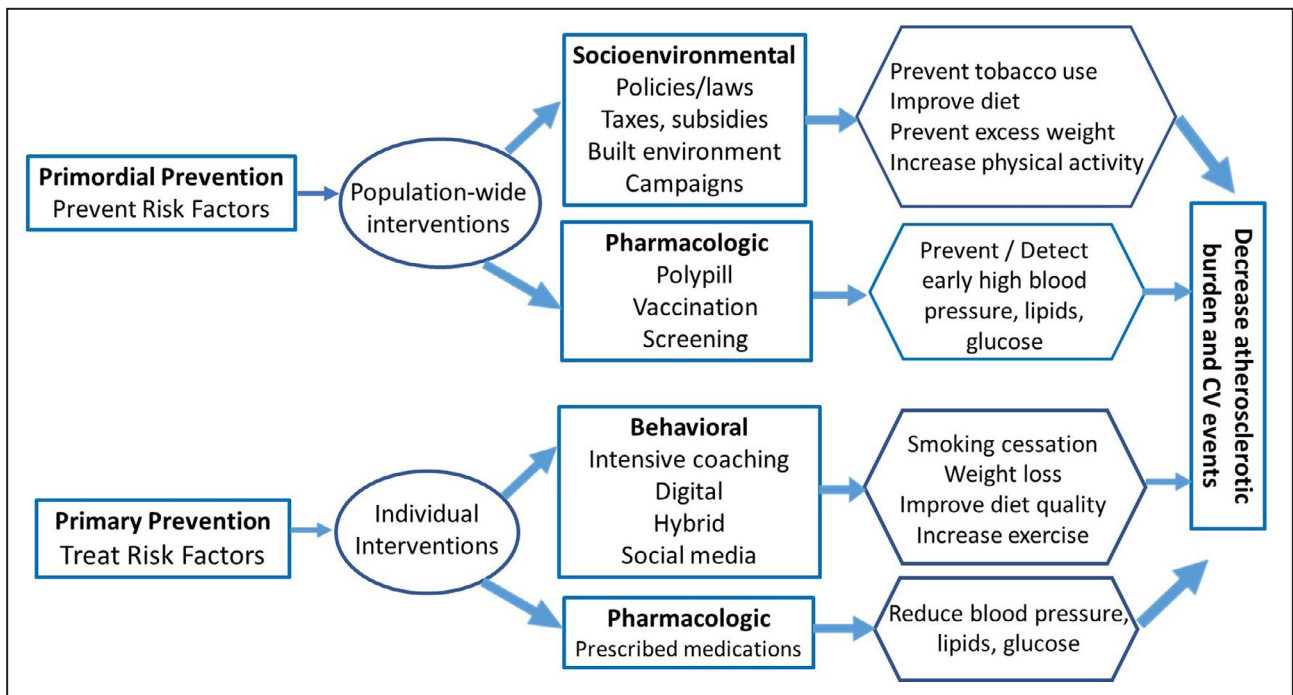 Primordial Prevention
Prevent Risk Factors
Population-wide
interventions
Socioenvironmental
Policies/laws
Taxes, subsidies
Built environment
Campaigns
Prevent tobacco use
Improve diet
Prevent excess weight
Increase physical activity
Pharmacologic
Polypill
Vaccination
Screening
Prevent / Detect
early high blood
pressure, lipids,
glucose
Primary Prevention
Treat Risk Factors
Individual
Interventions
Behavioral
Intensive coaching
Digital
Hybrid
Social media
Smoking cessation
Weight loss
Improve diet quality
Increase exercise
Pharmacologic
Prescribed medications
Reduce blood pressure,
lipids, glucose
Decrease atherosclerotic
burden and CV events